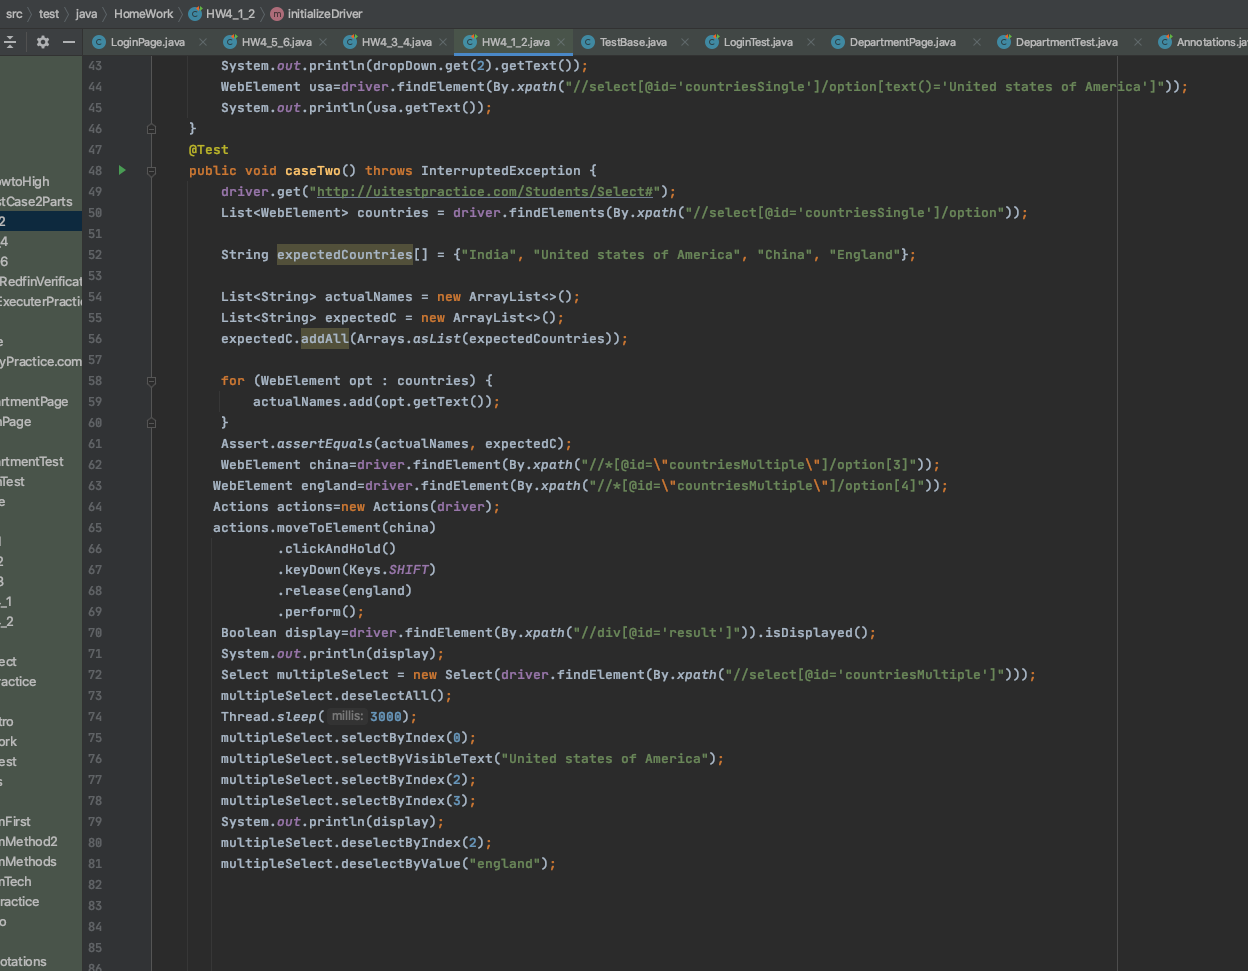 src › test › java › HomeWork › HW4_1_2 › initializeDriver
LoginPage.java HW4_5_6.java HW4_3_4.java HW4_1_2.java TestBase.java LoginTest.java DepartmentPage.java DepartmentTest.java Annotations.ja
43 System.out.println(dropDown.get(2).getText());
44 WebElement usa=driver.findElement(By.xpath("//select[@id='countriesSingle']/option[text()='United states of America']"));
45 System.out.println(usa.getText());
46 }
47 @Test
48 public void caseTwo() throws InterruptedException {
49 driver.get("http://uitestpractice.com/Students/Select#");
50 List<WebElement> countries = driver.findElements(By.xpath("//select[@id='countriesSingle']/option"));
51
52 String expectedCountries[] = {"India", "United states of America", "China", "England"};
53
54 List<String> actualNames = new ArrayList<>();
55 List<String> expectedC = new ArrayList<>();
56 expectedC.addAll(Arrays.asList(expectedCountries));
57
58 for (WebElement opt : countries) {
59 actualNames.add(opt.getText());
60 }
61 Assert.assertEquals(actualNames, expectedC);
62 WebElement china=driver.findElement(By.xpath("//*[@id=\"countriesMultiple\"]/option[3]"));
63 WebElement england=driver.findElement(By.xpath("//*[@id=\"countriesMultiple\"]/option[4]"));
64 Actions actions=new Actions(driver);
65 actions.moveToElement(china)
66 .clickAndHold()
67 .keyDown(Keys.SHIFT)
68 .release(england)
69 .perform();
70 Boolean display=driver.findElement(By.xpath("//div[@id='result']")).isDisplayed();
71 System.out.println(display);
72 Select multipleSelect = new Select(driver.findElement(By.xpath("//select[@id='countriesMultiple']")));
73 multipleSelect.deselectAll();
74 Thread.sleep( millis: 3000);
75 multipleSelect.selectByIndex(0);
76 multipleSelect.selectByVisibleText("United states of America");
77 multipleSelect.selectByIndex(2);
78 multipleSelect.selectByIndex(3);
79 System.out.println(display);
80 multipleSelect.deselectByIndex(2);
81 multipleSelect.deselectByValue("england");
82
83
84
85
86
owtoHigh
stCase2Parts
2
_4
6
RedfinVerificat
ExecuterPracti
e
yPractice.com
artmentPage
nPage
artmentTest
nTest
e
2
3
_1
_2
ect
ractice
tro
ork
est
s
nFirst
nMethod2
nMethods
nTech
ractice
o
otations